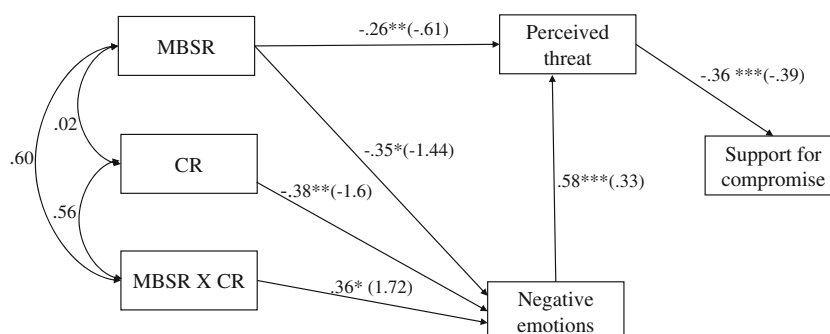 MBSR
-.26**(-.61)
Perceived
threat
-.36 ***(-.39)
.02
.60
CR
-.35*(-1.44)
Support for
compromise
-.38**(-1.6)
.58***(.33)
.56
MBSR X CR
.36* (1.72)
Negative
emotions